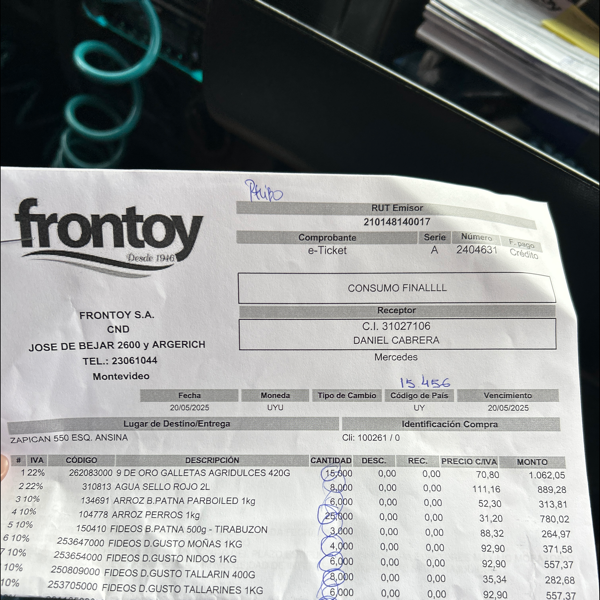 frontoy
Desde 1946
RUT Emisor
210148140017
Comprobante Serie Número F. pago
e-Ticket A 2404631 Crédito
CONSUMO FINALLLL
Receptor
C.I. 31027106
DANIEL CABRERA
Mercedes
FRONTOY S.A.
CND
JOSE DE BEJAR 2600 y ARGERICH
TEL.: 23061044
Montevideo
15 456
Fecha Moneda Tipo de Cambio Código de País Vencimiento
20/05/2025 UYU UY 20/05/2025
Lugar de Destino/Entrega Identificación Compra
ZAPICAN 550 ESQ. ANSINA Cli: 100261 / 0
# IVA CÓDIGO DESCRIPCIÓN CANTIDAD DESC. REC. PRECIO C/IVA MONTO
1 22% 262083000 9 DE ORO GALLETAS AGRIDULCES 420G 15,000 0,00 0,00 70,80 1.062,05
2 22% 310813 AGUA SELLO ROJO 2L 8,000 0,00 0,00 111,16 889,28
3 10% 134691 ARROZ B.PATNA PARBOILED 1kg 6,000 0,00 0,00 52,30 313,81
4 10% 104778 ARROZ PERROS 1kg 25,000 0,00 0,00 31,20 780,02
5 10% 150410 FIDEOS B.PATNA 500g - TIRABUZON 3,000 0,00 0,00 88,32 264,97
6 10% 253647000 FIDEOS D.GUSTO MOÑAS 1KG 4,000 0,00 0,00 92,90 371,58
7 10% 253654000 FIDEOS D.GUSTO NIDOS 1KG 6,000 0,00 0,00 92,90 557,37
10% 250809000 FIDEOS D.GUSTO TALLARIN 400G 8,000 0,00 0,00 35,34 282,68
10% 253705000 FIDEOS D.GUSTO TALLARINES 1KG 6,000 0,00 0,00 92,90 557,37